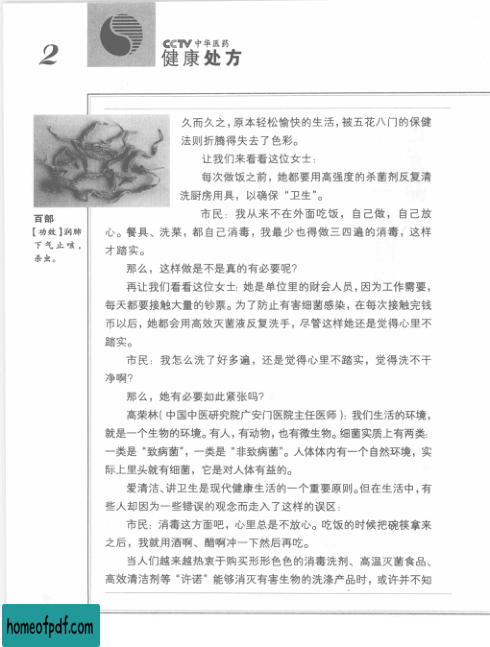 2
CCTV 中华医药
健康处方
久而久之，原本轻松愉快的生活，被五花八门的保健
法则折腾得失去了色彩。
让我们来看看这位女士：
每次做饭之前，她都要用高强度的杀菌剂反复清
洗厨房用具，以确保“卫生”。
市民：我从来不在外面吃饭，自己做，自己放
心。餐具、洗菜，都自己消毒，我最少也得做三四遍的消毒，这样
才踏实。
那么，这样做是不是真的有必要呢？
再让我们看看这位女士：她是单位里的财会人员，因为工作需要，
每天都要接触大量的钞票。为了防止有害细菌感染，在每次接触完钱
币以后，她都会用高效灭菌液反复洗手，尽管这样她还是觉得心里不
踏实。
市民：我怎么洗了好多遍，还是觉得心里不踏实，觉得洗不干
净啊？
那么，她有必要如此紧张吗？
高荣林（中国中医研究院广安门医院主任医师）：我们生活的环境，
就是一个生物的环境。有人，有动物，也有微生物。细菌实质上有两类：
一类是“致病菌”，一类是“非致病菌”。人体体内有一个自然环境，实
际上里头就有细菌，它是对人体有益的。
爱清洁、讲卫生是现代健康生活的一个重要原则。但在生活中，有
些人却因为一些错误的观念而走入了这样的误区：
市民：消毒这方面吧，心里总是不放心。吃饭的时候把碗筷拿来
之后，我就用酒啊、醋啊冲一下然后再吃。
当人们越来越热衷于购买形形色色的消毒洗剂、高温灭菌食品、
高效清洁剂等“许诺”能够消灭有害生物的洗涤产品时，或许并不知
百部
【功效】润肺
下气止咳，
杀虫。
homeofpdf.com